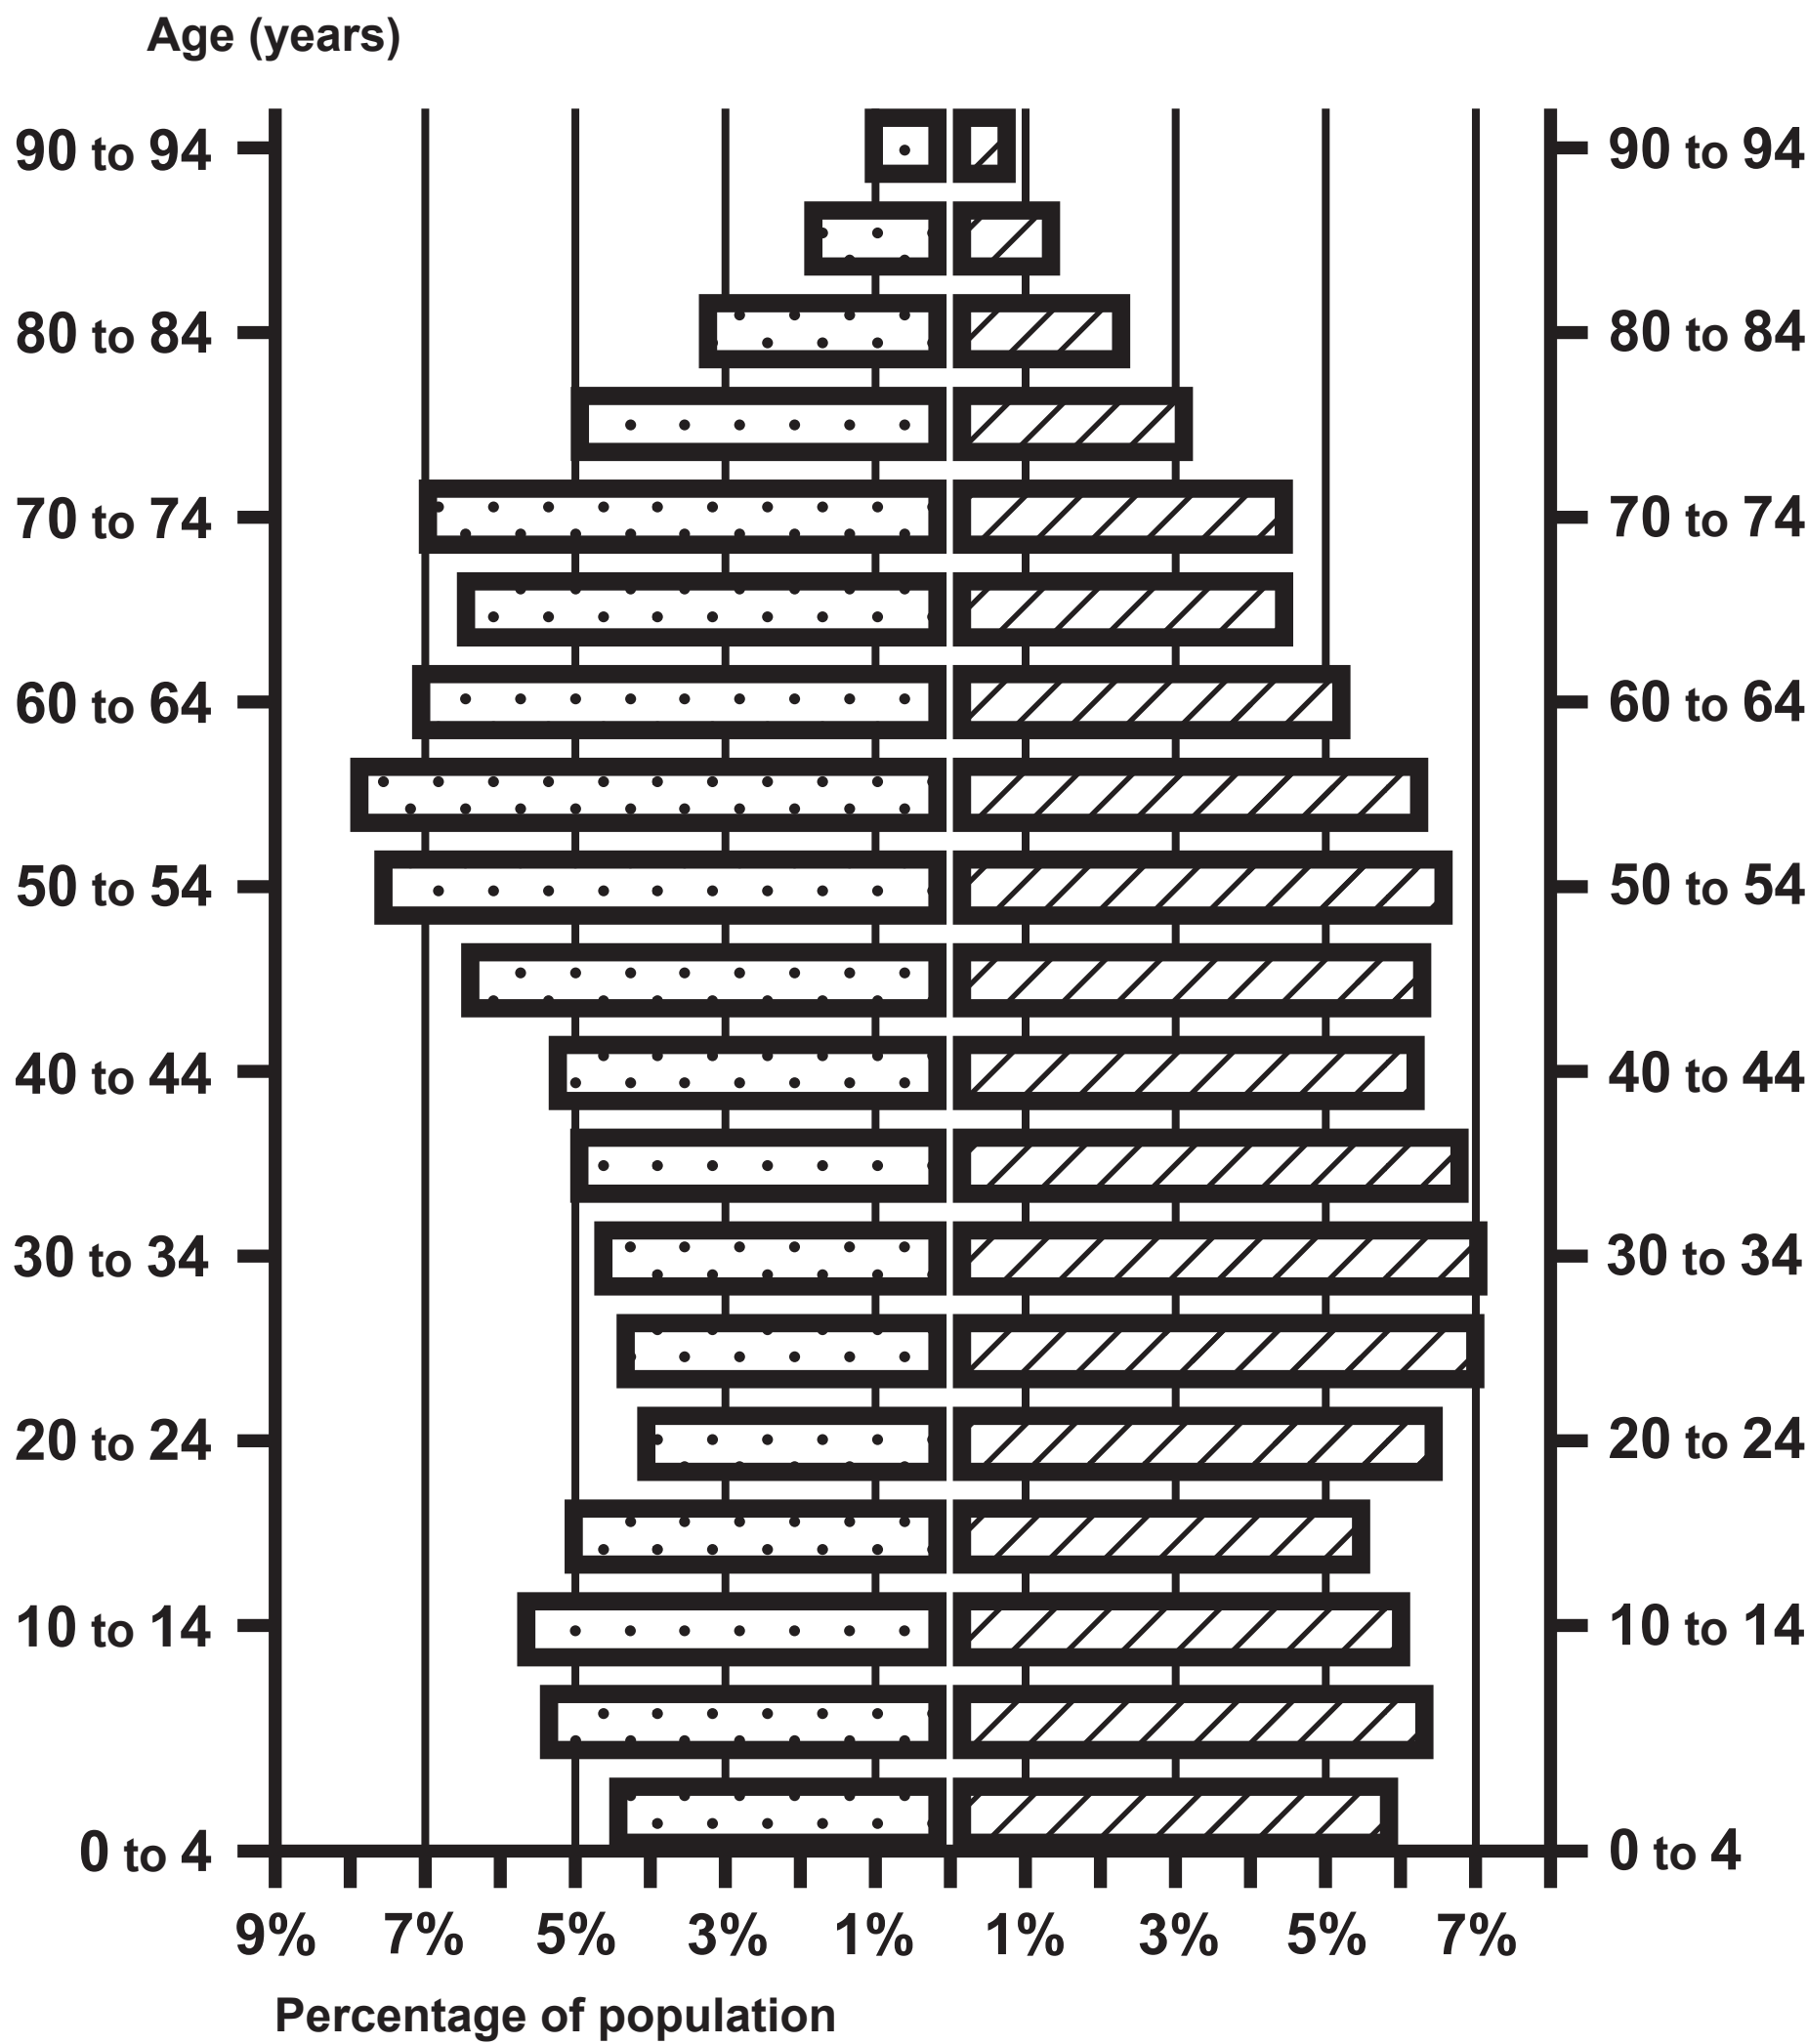 Age (years)
90 to 94 90 to 94
80 to 84 80 to 84
70 to 74 70 to 74
60 to 64 60 to 64
50 to 54 50 to 54
40 to 44 40 to 44
30 to 34 30 to 34
20 to 24 20 to 24
10 to 14 10 to 14
0 to 4 0 to 4
9% 7% 5% 3% 1% 1% 3% 5% 7%
Percentage of population